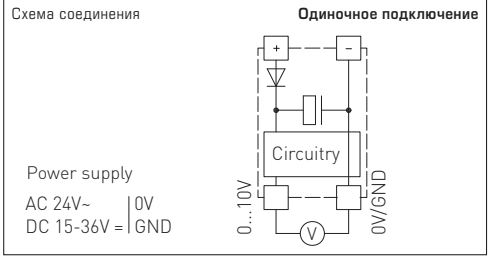 Схема соединения
Одиночное подключение
+ −
Circuitry
Power supply
AC 24V~ | 0V
DC 15-36V = | GND
0...10V
0V/GND
V